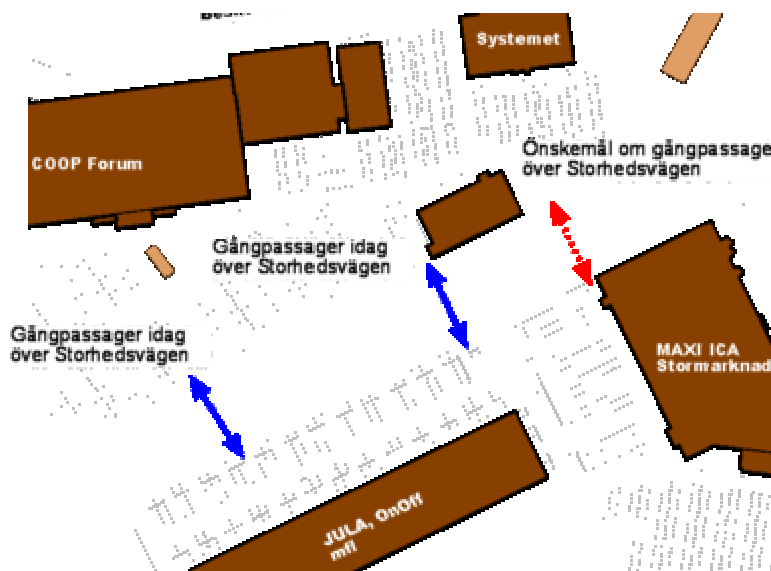 Systemet
COOP Forum
Önskemål om gångpassage
över Storhedsvägen
Gångpassager idag
över Storhedsvägen
Gångpassager idag
över Storhedsvägen
MAXI ICA
Stormarknad
JULA, OnOff
mfl